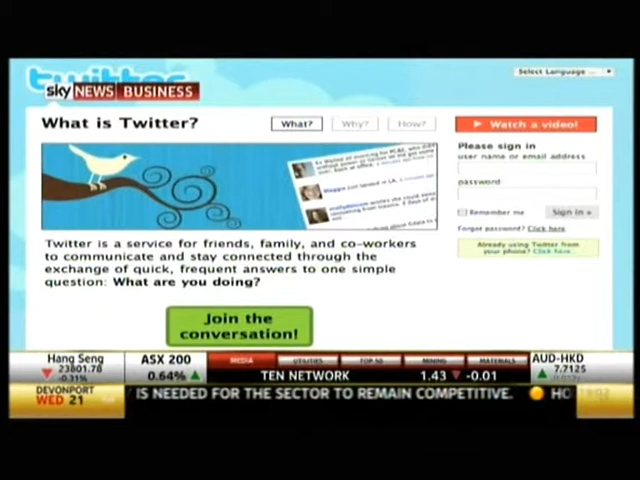 twitter
Select Language ...
sky NEWS BUSINESS
What is Twitter?
What?
Why?
How?
Watch a video!
Please sign in
user name or email address
password
Remember me
Sign in »
Forgot password? Click here
Already using Twitter from
your phone? Click here.
Twitter is a service for friends, family, and co-workers
to communicate and stay connected through the
exchange of quick, frequent answers to one simple
question: What are you doing?
Join the
conversation!
Hang Seng
23801.78
-0.31%
ASX 200
0.64%
MEDIA
UTILITIES
TOP 50
MINING
MATERIALS
TEN NETWORK
1.43
-0.01
AUD-HKD
7.7125
DEVONPORT
WED 21
IS NEEDED FOR THE SECTOR TO REMAIN COMPETITIVE.
HO